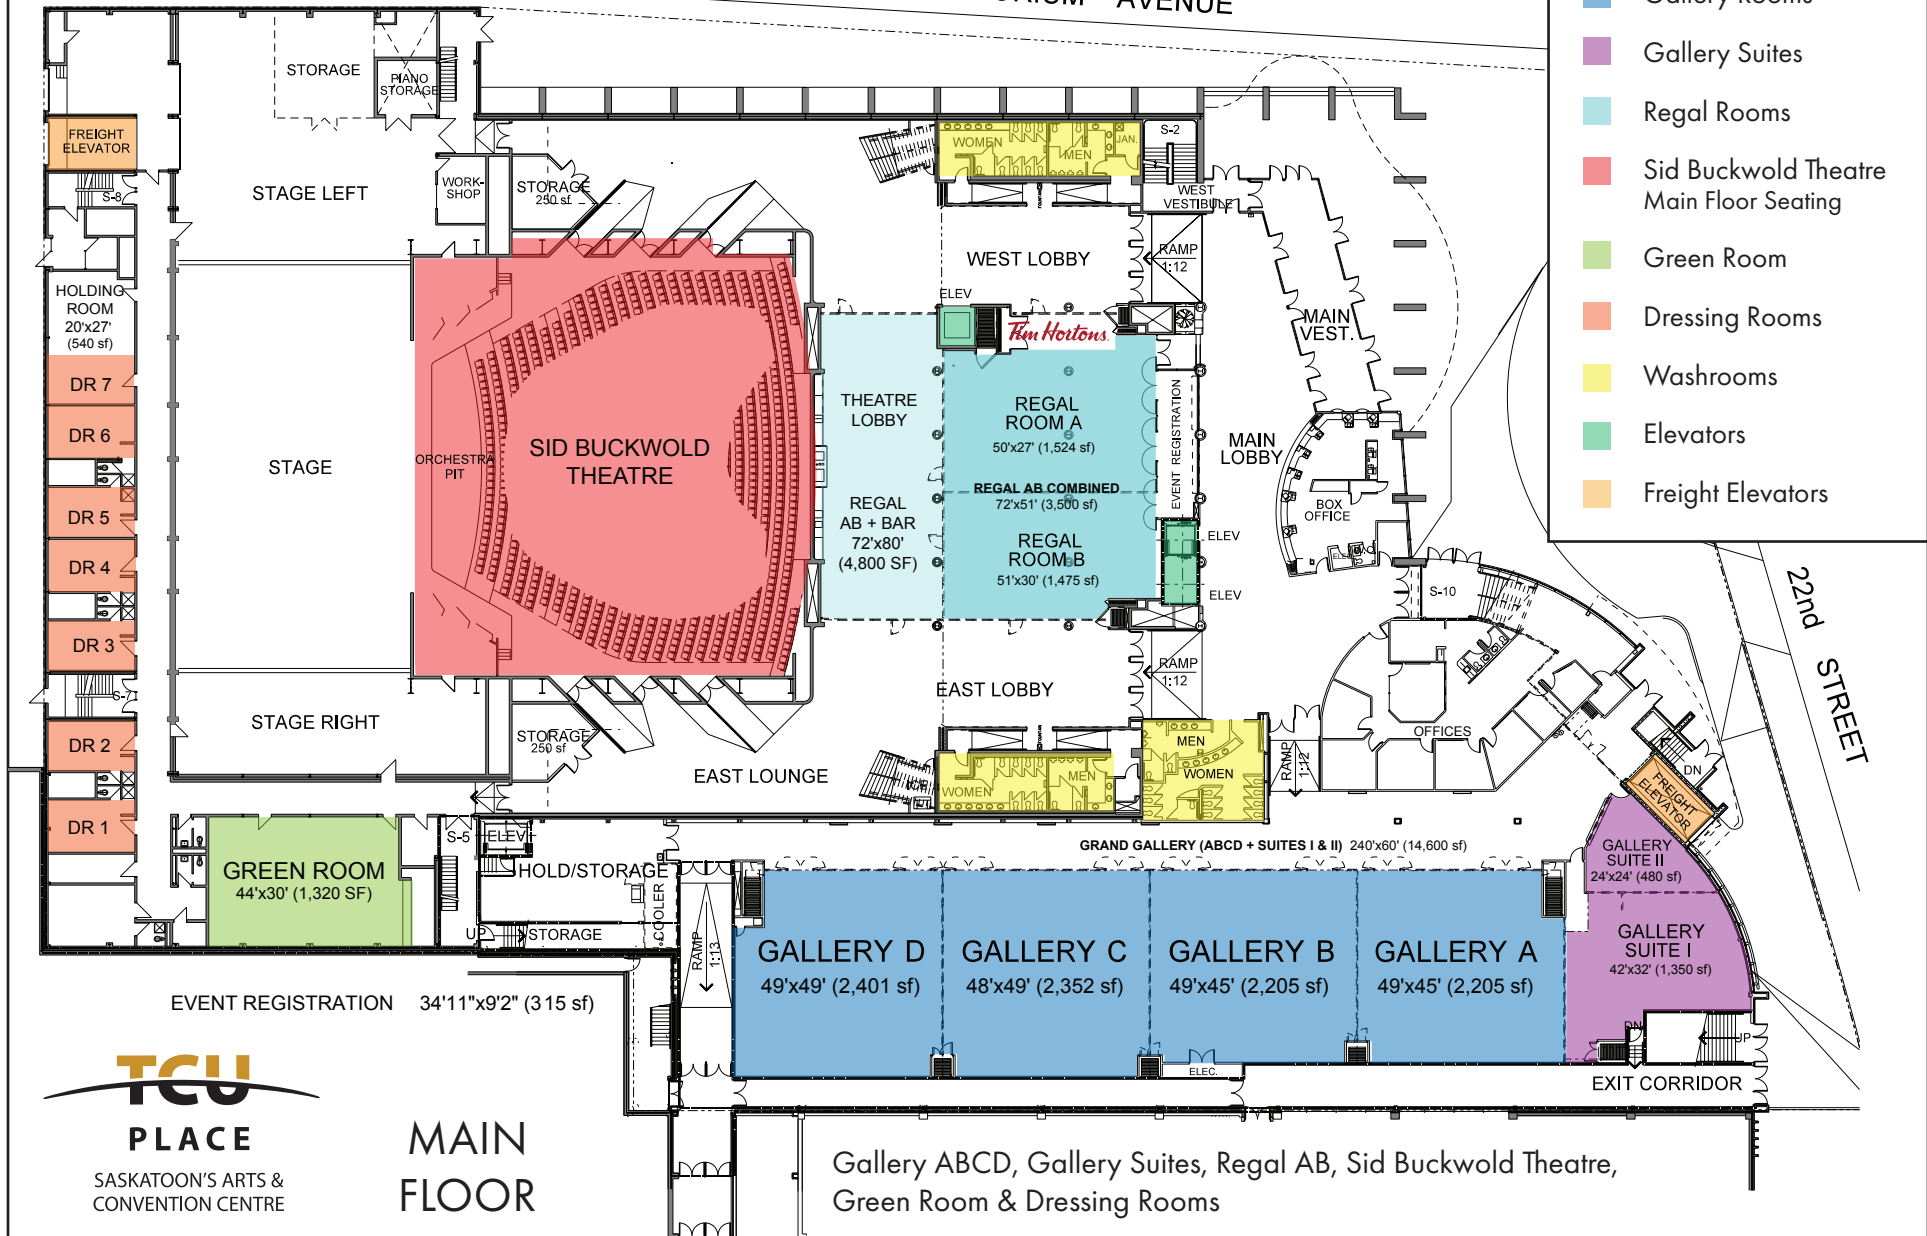 AVENUE
Gallery Rooms
Gallery Suites
Regal Rooms
Sid Buckwold Theatre
Main Floor Seating
Green Room
Dressing Rooms
Washrooms
Elevators
Freight Elevators
STORAGE
PIANO
STORAGE
FREIGHT
ELEVATOR
S-8
STAGE LEFT
WORK-
SHOP
STORAGE
250 sf
WOMEN
MEN
JAN.
S-2
WEST
VESTIBULE
WEST LOBBY
RAMP
1:12
HOLDING
ROOM
20'x27'
(540 sf)
ELEV
Tim Hortons.
MAIN
VEST.
DR 7
DR 6
DR 5
DR 4
DR 3
DR 2
DR 1
STAGE
ORCHESTRA
PIT
SID BUCKWOLD
THEATRE
THEATRE
LOBBY
REGAL
AB + BAR
72'x80'
(4,800 SF)
REGAL
ROOM A
50'x27' (1,524 sf)
REGAL AB COMBINED
72'x51' (3,500 sf)
REGAL
ROOM B
51'x30' (1,475 sf)
EVENT REGISTRATION
MAIN
LOBBY
BOX
OFFICE
ELEV
ELEV
S-10
22nd STREET
STAGE RIGHT
STORAGE
250 sf
EAST LOBBY
RAMP
1:12
EAST LOUNGE
WOMEN
MEN
MEN
WOMEN
RAMP
1:12
OFFICES
DN
FREIGHT
ELEVATOR
S-5
ELEV
GREEN ROOM
44'x30' (1,320 SF)
HOLD/STORAGE
COOLER
UP
STORAGE
RAMP
1:13
GRAND GALLERY (ABCD + SUITES I & II) 240'x60' (14,600 sf)
GALLERY
SUITE II
24'x24' (480 sf)
GALLERY
SUITE I
42'x32' (1,350 sf)
GALLERY D
49'x49' (2,401 sf)
GALLERY C
48'x49' (2,352 sf)
GALLERY B
49'x45' (2,205 sf)
GALLERY A
49'x45' (2,205 sf)
DN
UP
ELEC.
EXIT CORRIDOR
EVENT REGISTRATION 34'11"x9'2" (315 sf)
TCU
PLACE
SASKATOON'S ARTS &
CONVENTION CENTRE
MAIN
FLOOR
Gallery ABCD, Gallery Suites, Regal AB, Sid Buckwold Theatre,
Green Room & Dressing Rooms